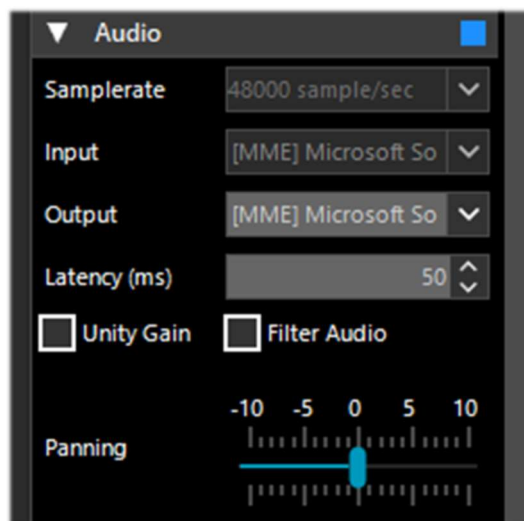 Audio
Samplerate 48000 sample/sec
Input [MME] Microsoft So
Output [MME] Microsoft So
Latency (ms) 50
Unity Gain Filter Audio
-10 -5 0 5 10
Panning